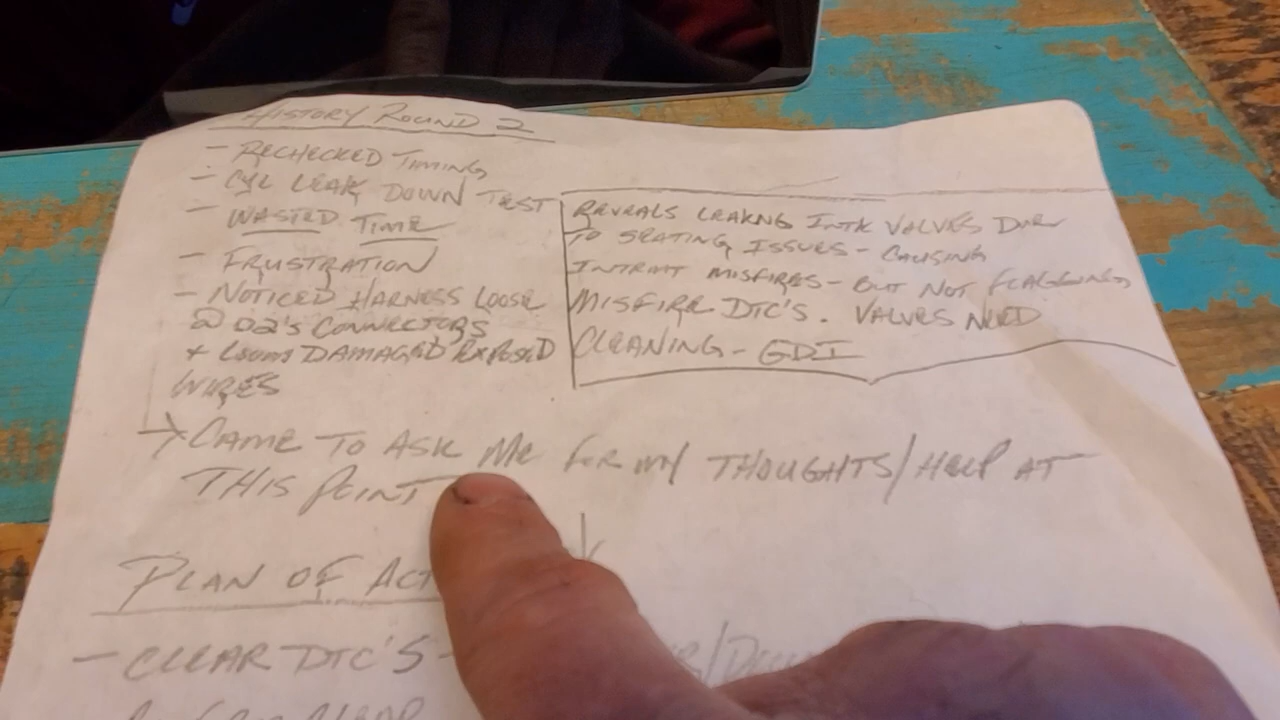 HISTORY ROUND 2
- RECHECKED TIMING
- CYL LEAK DOWN TEST
- WASTED TIME
- FRUSTRATION
- NOTICED HARNESS LOOSE
@ O2'S CONNECTORS
+ LOOMS DAMAGED EXPOSED
WIRES
REVEALS LEAKNG INTK VALVES DUE
TO SEATING ISSUES - CAUSING
INTRMT MISFIRES - BUT NOT FLAGGING
MISFIRE DTC'S. VALVES NEED
CLEANING - GDI
→ CAME TO ASK ME FOR MY THOUGHTS/HELP AT
THIS POINT
PLAN OF ACT
- CLEAR DTC'S -